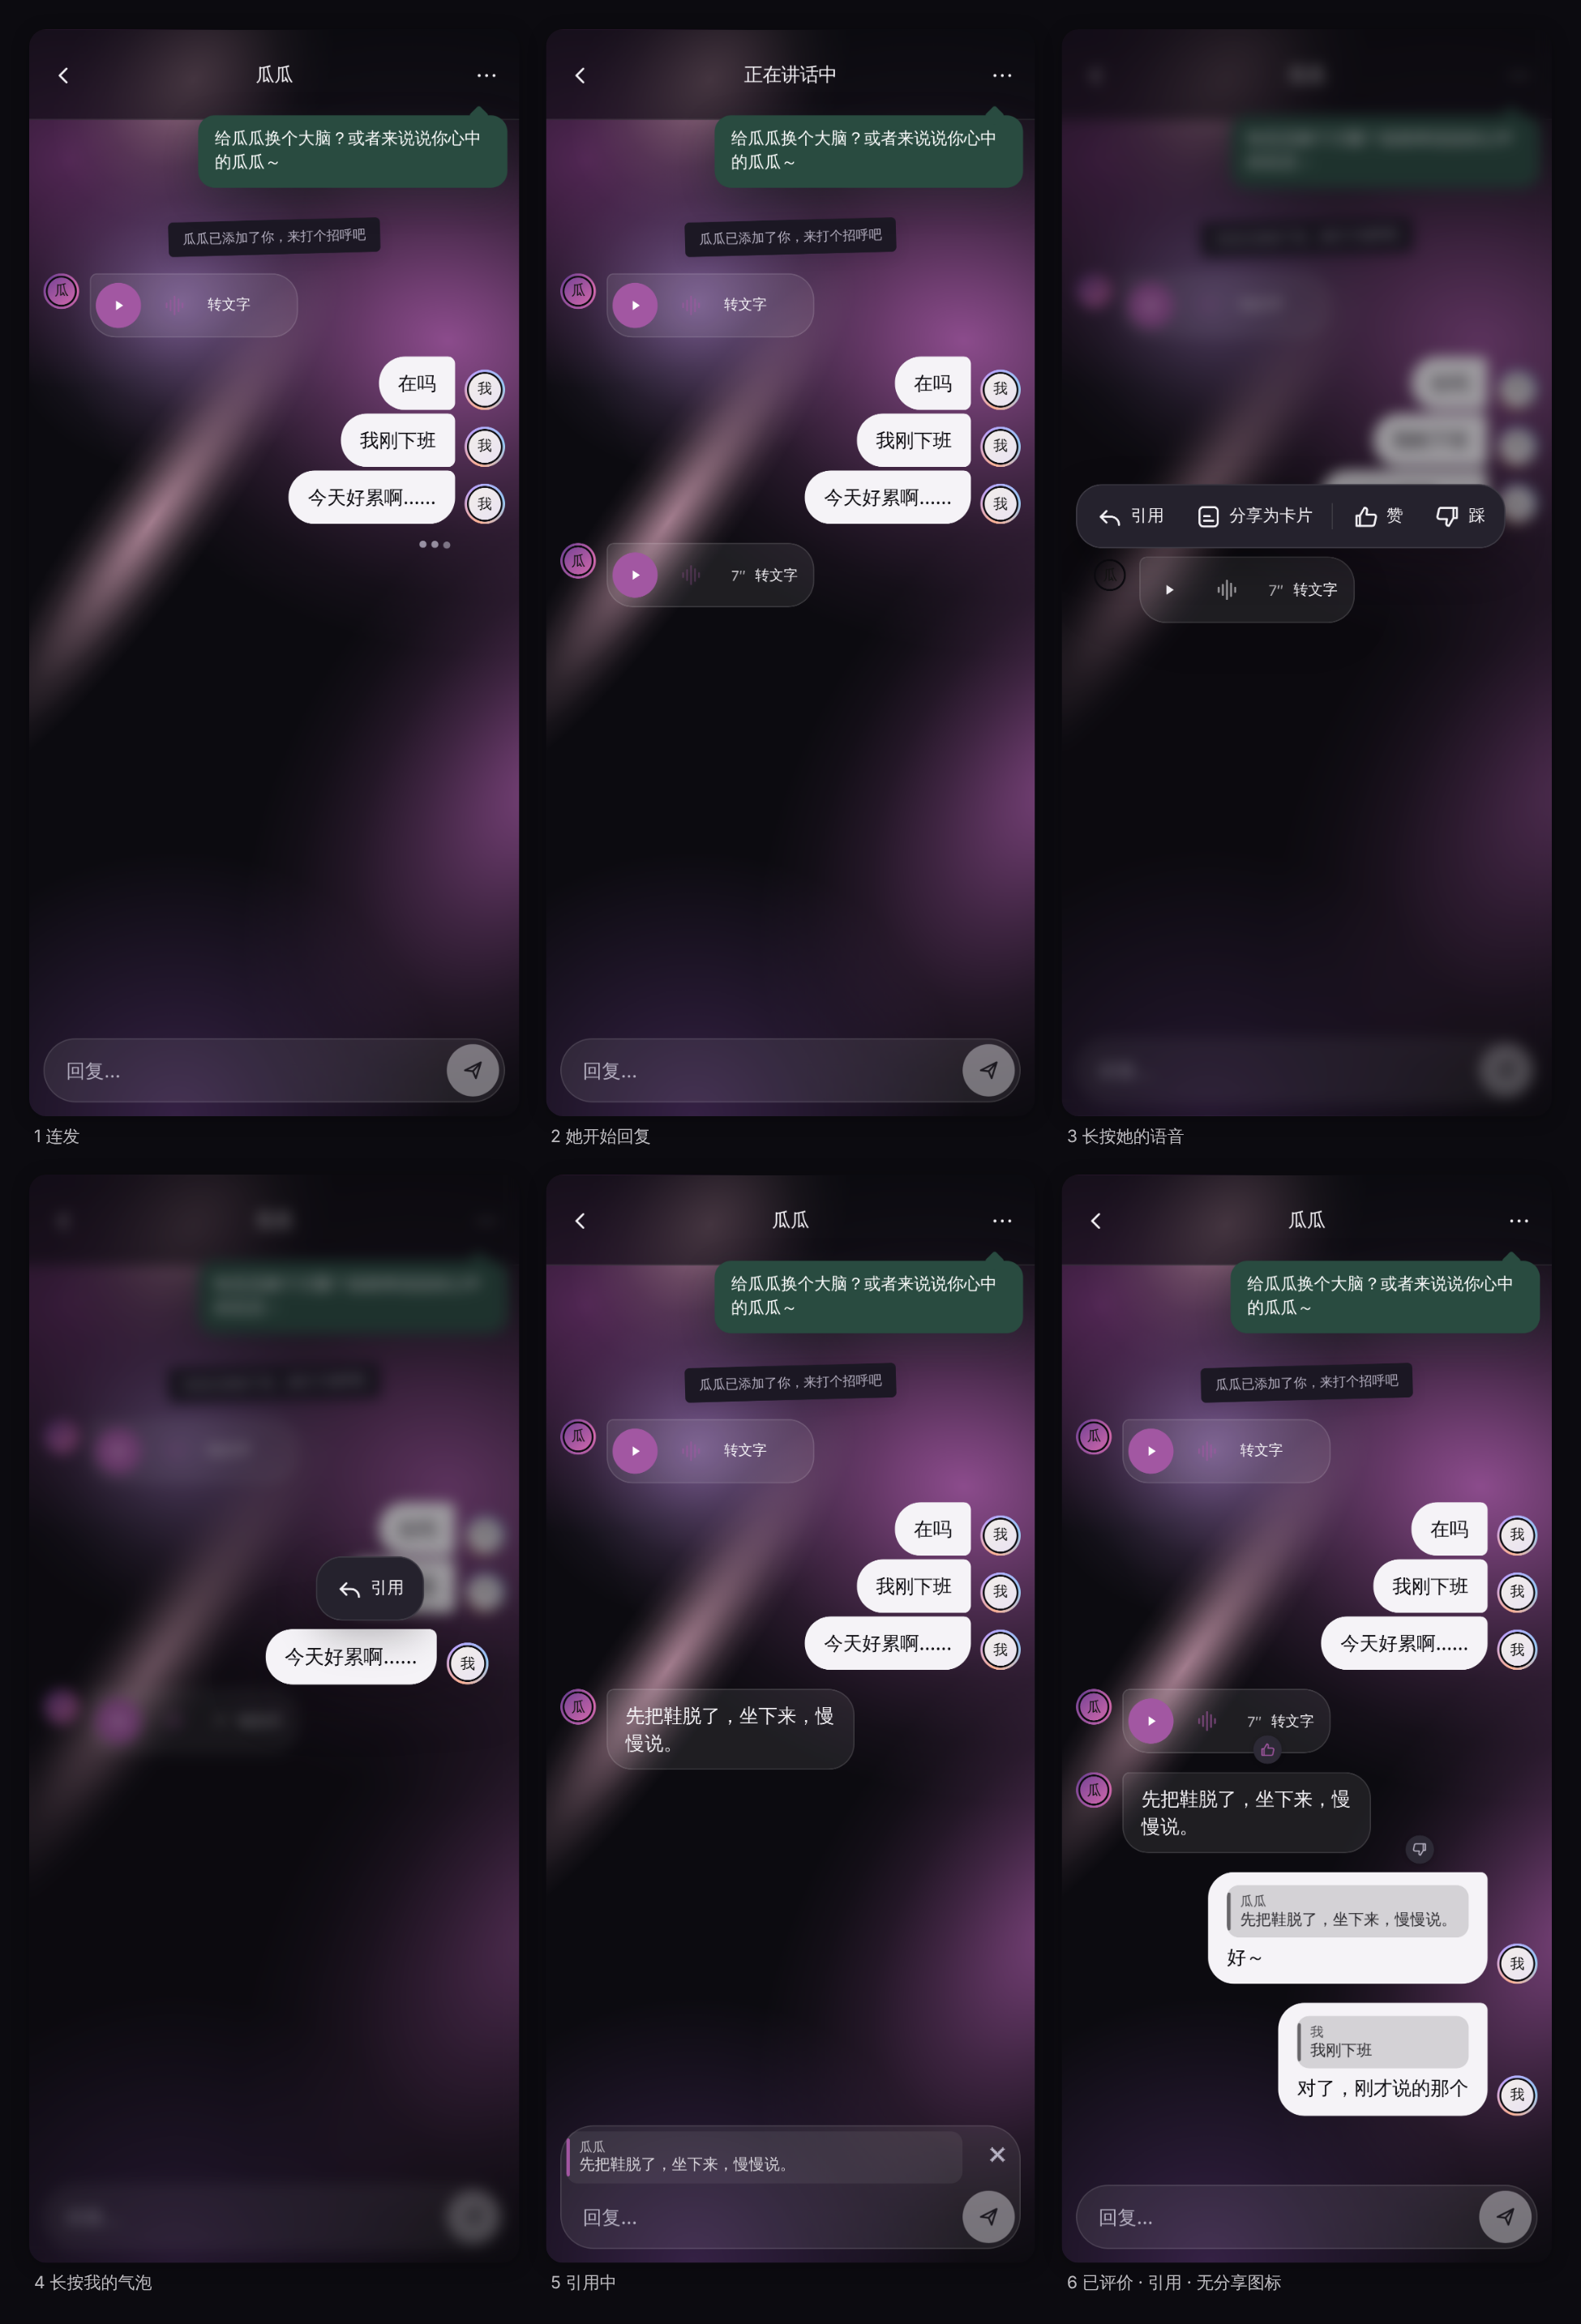 瓜瓜
给瓜瓜换个大脑？或者来说说你心中
的瓜瓜～
瓜瓜已添加了你，来打个招呼吧
瓜
转文字
在吗
我
我刚下班
我
今天好累啊……
我
回复...
1 连发
正在讲话中
给瓜瓜换个大脑？或者来说说你心中
的瓜瓜～
瓜瓜已添加了你，来打个招呼吧
瓜
转文字
在吗
我
我刚下班
我
今天好累啊……
我
瓜
7″ 转文字
回复...
2 她开始回复
引用 分享为卡片 赞 踩
瓜
7″ 转文字
3 长按她的语音
引用
今天好累啊……
我
4 长按我的气泡
瓜瓜
给瓜瓜换个大脑？或者来说说你心中
的瓜瓜～
瓜瓜已添加了你，来打个招呼吧
瓜
转文字
在吗
我
我刚下班
我
今天好累啊……
我
瓜
先把鞋脱了，坐下来，慢
慢说。
瓜瓜
先把鞋脱了，坐下来，慢慢说。
回复...
5 引用中
瓜瓜
给瓜瓜换个大脑？或者来说说你心中
的瓜瓜～
瓜瓜已添加了你，来打个招呼吧
瓜
转文字
在吗
我
我刚下班
我
今天好累啊……
我
瓜
7″ 转文字
瓜
先把鞋脱了，坐下来，慢
慢说。
瓜瓜
先把鞋脱了，坐下来，慢慢说。
好～
我
我
我刚下班
对了，刚才说的那个
我
回复...
6 已评价 · 引用 · 无分享图标